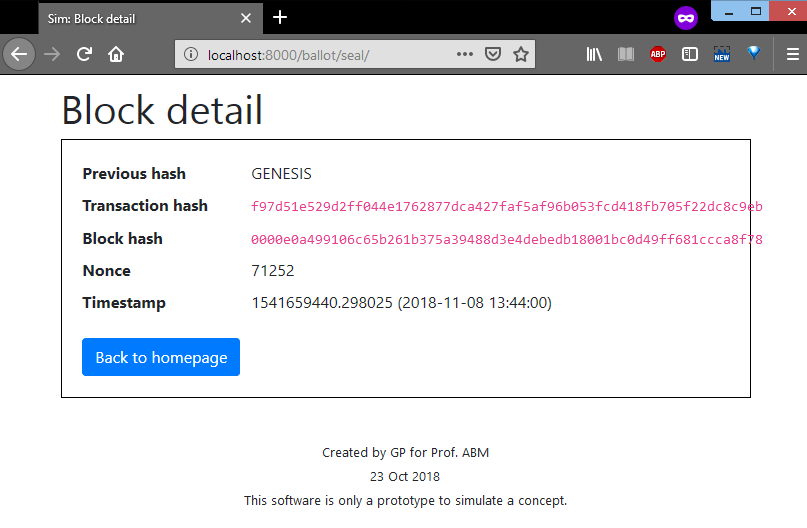 Sim: Block detail
localhost:8000/ballot/seal/
ABP
NEW
Block detail
Previous hash GENESIS
Transaction hash f97d51e529d2ff044e1762877dca427faf5af96b053fcd418fb705f22dc8c9eb
Block hash 0000e0a499106c65b261b375a39488d3e4debedb18001bc0d49ff681ccca8f78
Nonce 71252
Timestamp 1541659440.298025 (2018-11-08 13:44:00)
Back to homepage
Created by GP for Prof. ABM
23 Oct 2018
This software is only a prototype to simulate a concept.